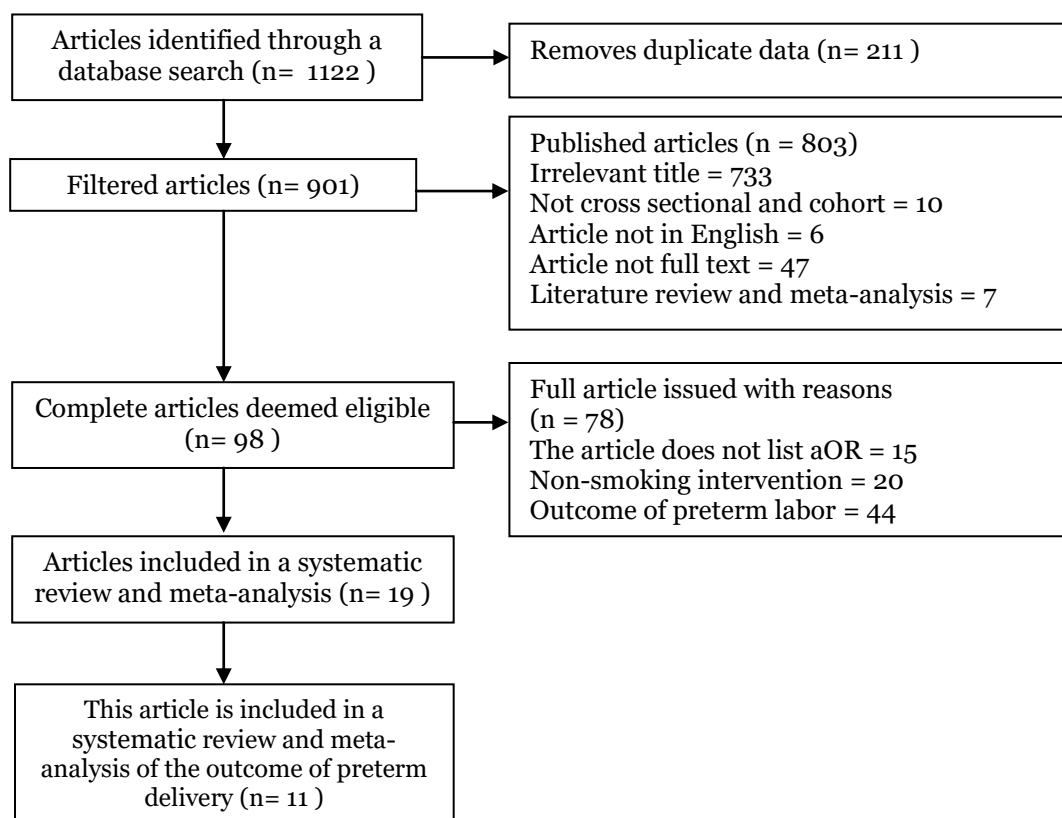 Articles identified through a
database search (n= 1122 )
Removes duplicate data (n= 211 )
Filtered articles (n= 901)
Published articles (n = 803)
Irrelevant title = 733
Not cross sectional and cohort = 10
Article not in English = 6
Article not full text = 47
Literature review and meta-analysis = 7
Complete articles deemed eligible
(n= 98 )
Full article issued with reasons
(n = 78)
The article does not list aOR = 15
Non-smoking intervention = 20
Outcome of preterm labor = 44
Articles included in a systematic
review and meta-analysis (n= 19 )
This article is included in a
systematic review and meta-
analysis of the outcome of preterm
delivery (n= 11 )